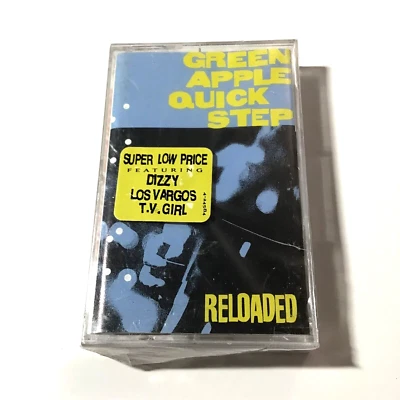 GREEN
APPLE
QUICK
STEP
SUPER LOW PRICE
FEATURING
DIZZY
LOS VARGOS
T.V. GIRL
RELOADED